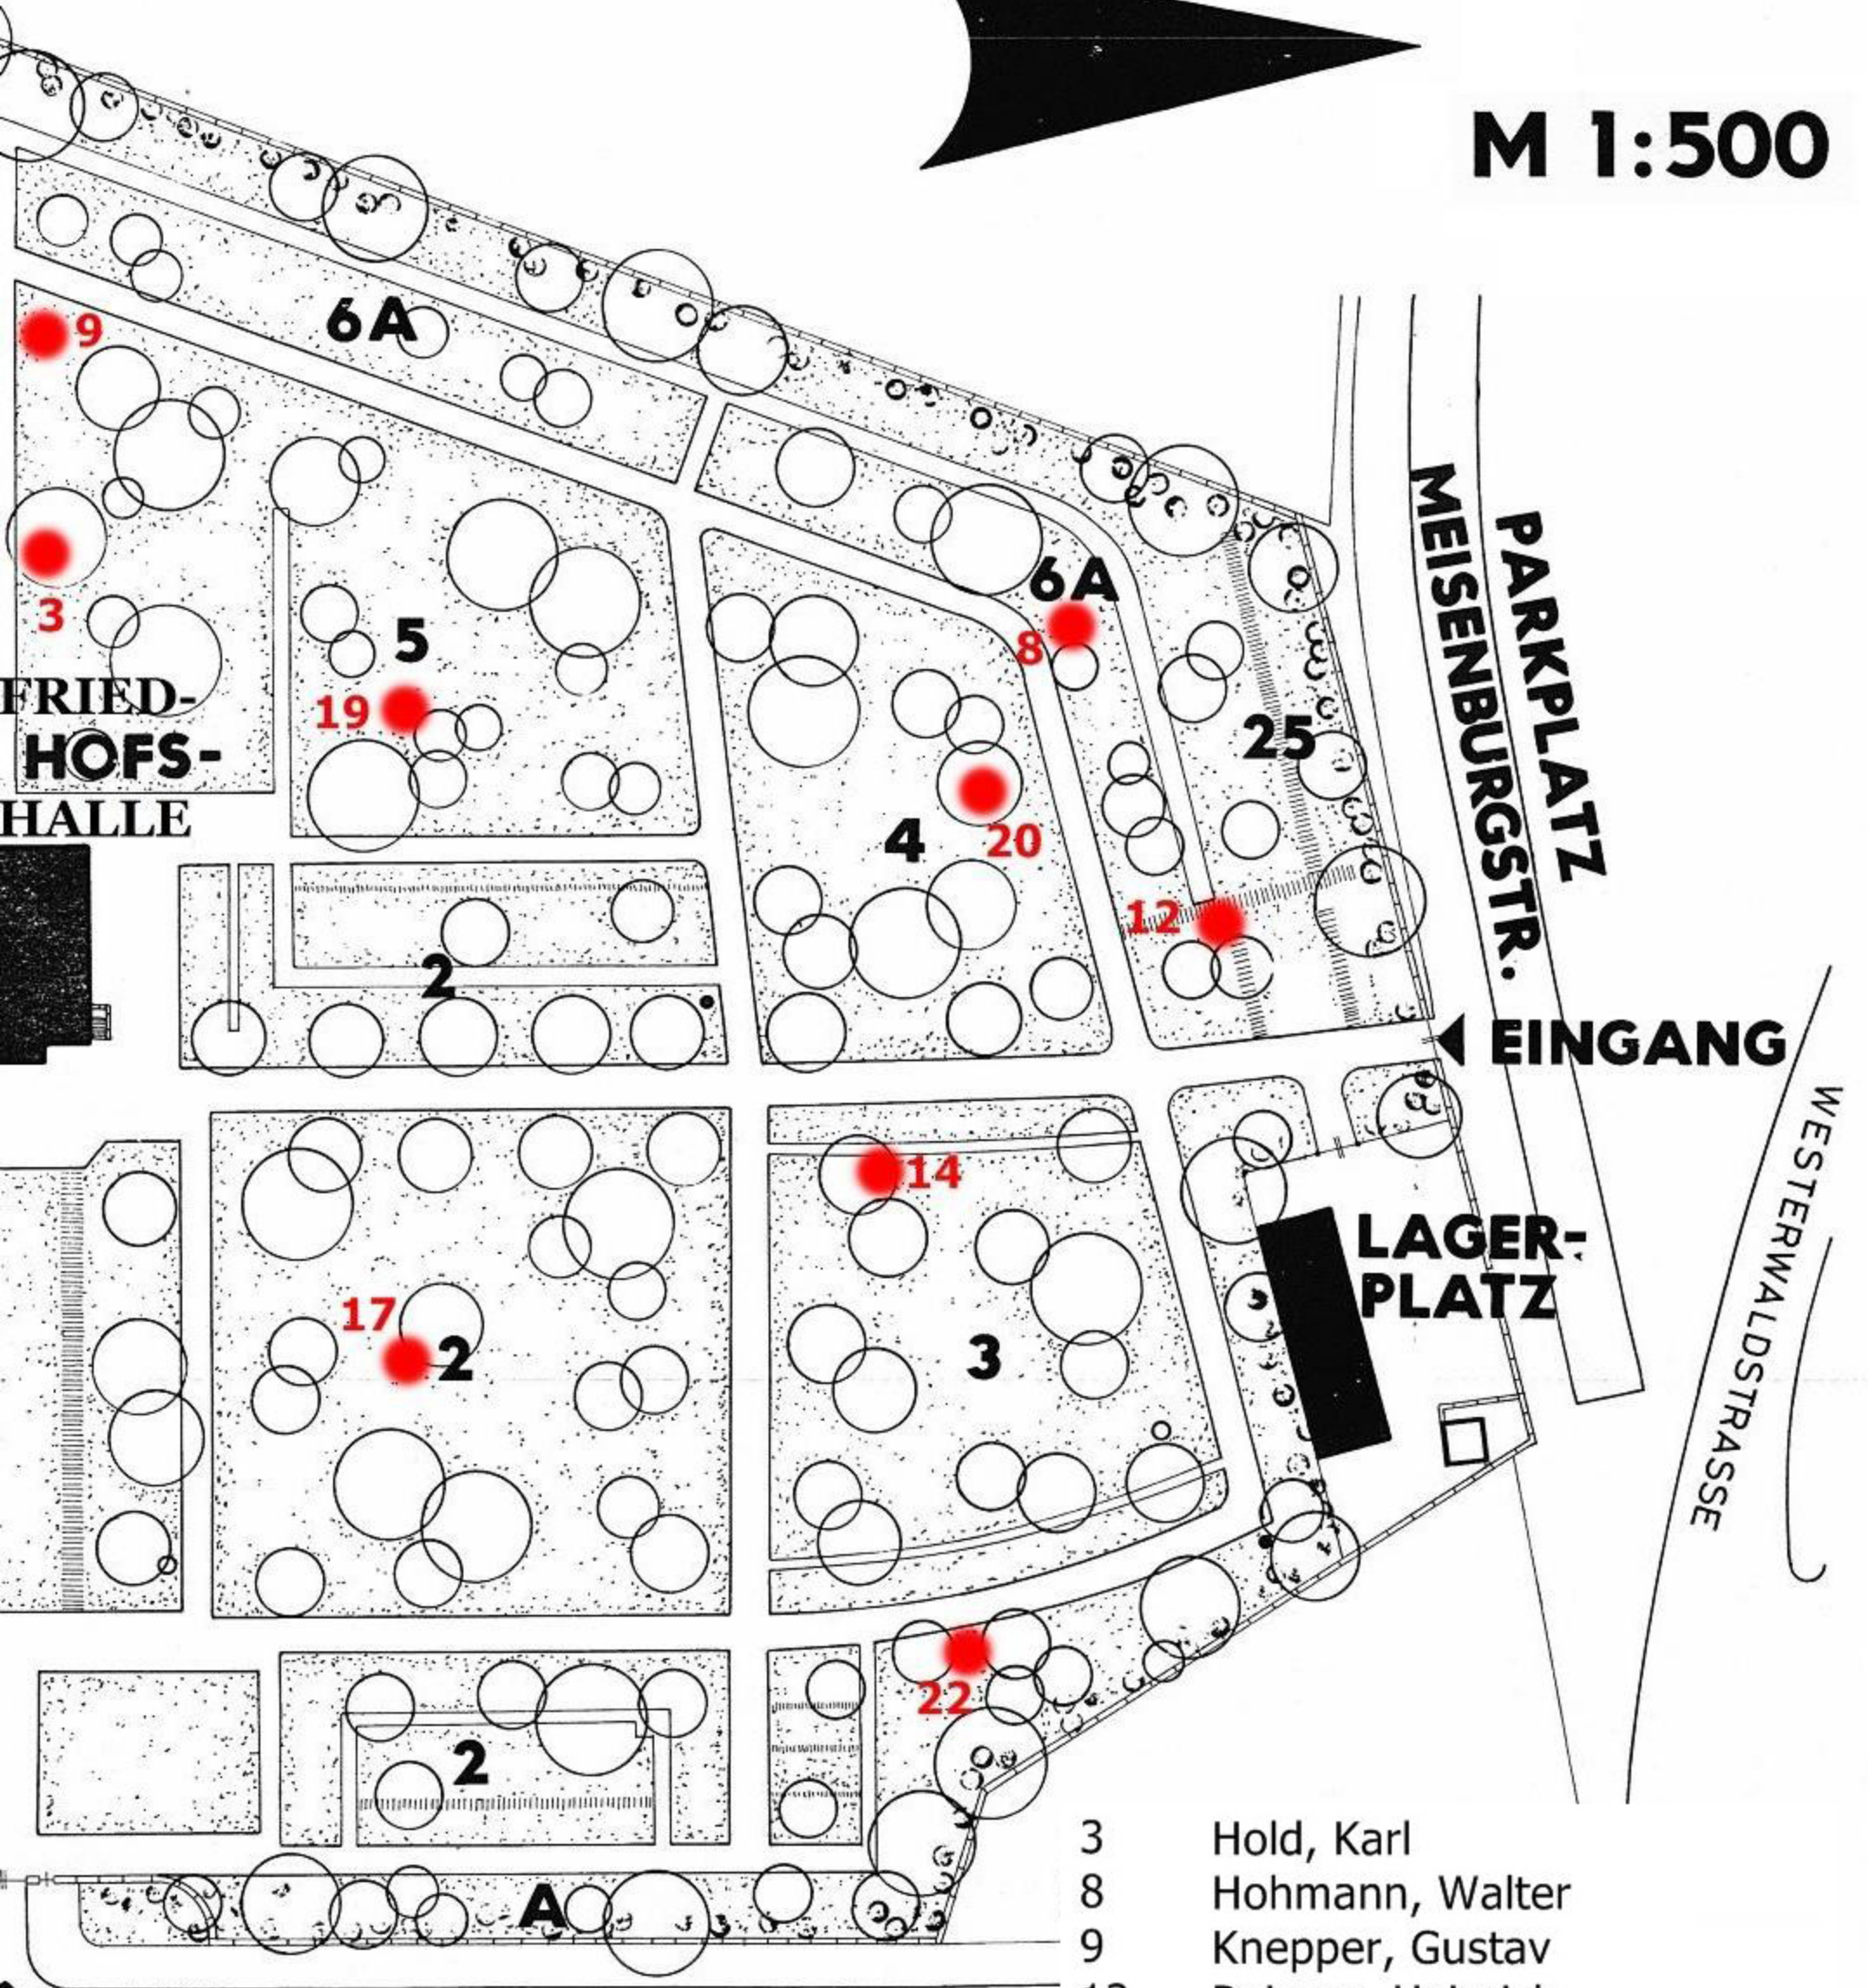 M 1:500
6A
9
3
5
19
FRIED-
HOFS-
HALLE
6A
8
25
4
20
12
PARKPLATZ
MEISENBURGSTR.
2
EINGANG
WESTERWALDSTRASSE
14
LAGER-
PLATZ
17
2
3
22
2
A
3 Hold, Karl
8 Hohmann, Walter
9 Knepper, Gustav